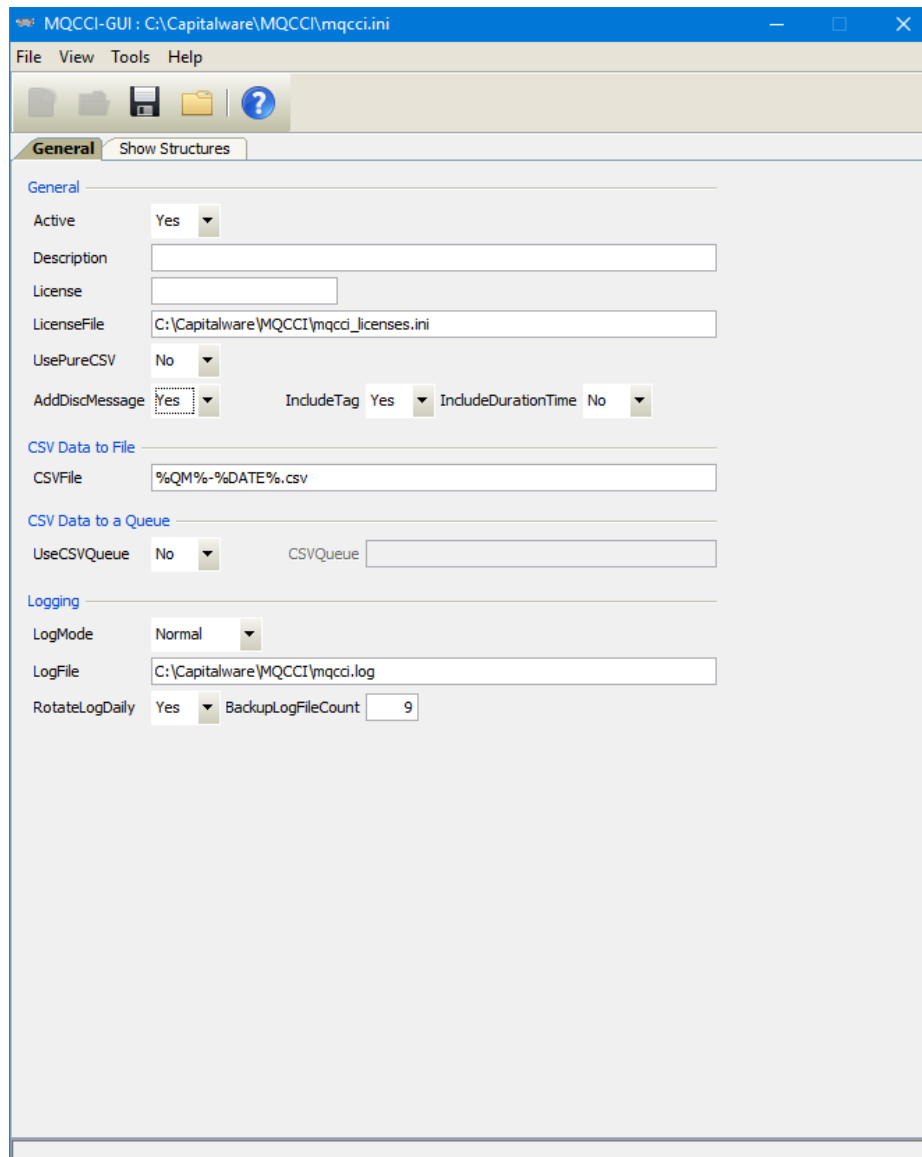 MQCCI-GUI : C:\Capitalware\MQCCI\mqcci.ini
File View Tools Help
General Show Structures
General
Active Yes
Description
License
LicenseFile C:\Capitalware\MQCCI\mqcci_licenses.ini
UsePureCSV No
AddDiscMessage Yes IncludeTag Yes IncludeDurationTime No
CSV Data to File
CSVFile %QM%-%DATE%.csv
CSV Data to a Queue
UseCSVQueue No CSVQueue
Logging
LogMode Normal
LogFile C:\Capitalware\MQCCI\mqcci.log
RotateLogDaily Yes BackupLogFileCount 9